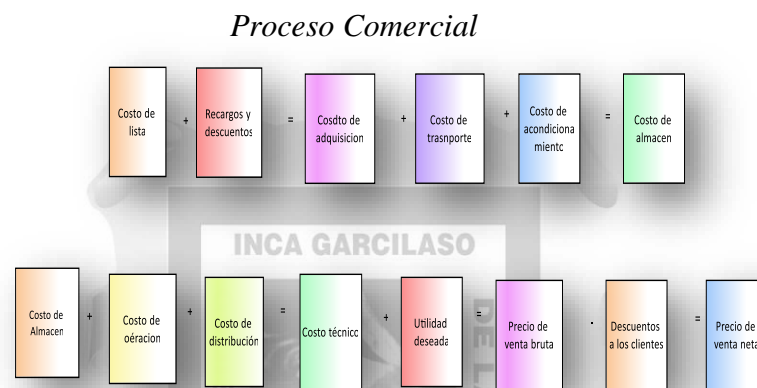 Proceso Comercial
Costo de
lista
+
Recargos y
descuentos
=
Cosdto de
adquisicion
+
Costo de
trasnporte
+
Costo de
acondiciona
mientc
=
Costo de
almacen
INCA GARCILASO
DE LA
Costo de
Almacen
+
Costo de
oéracion
+
Costo de
distribución
=
Costo técnicc
+
Utilidad
deseada
=
Precio de
venta bruta
-
Descuentos
a los clientes
=
Precio de
venta neta